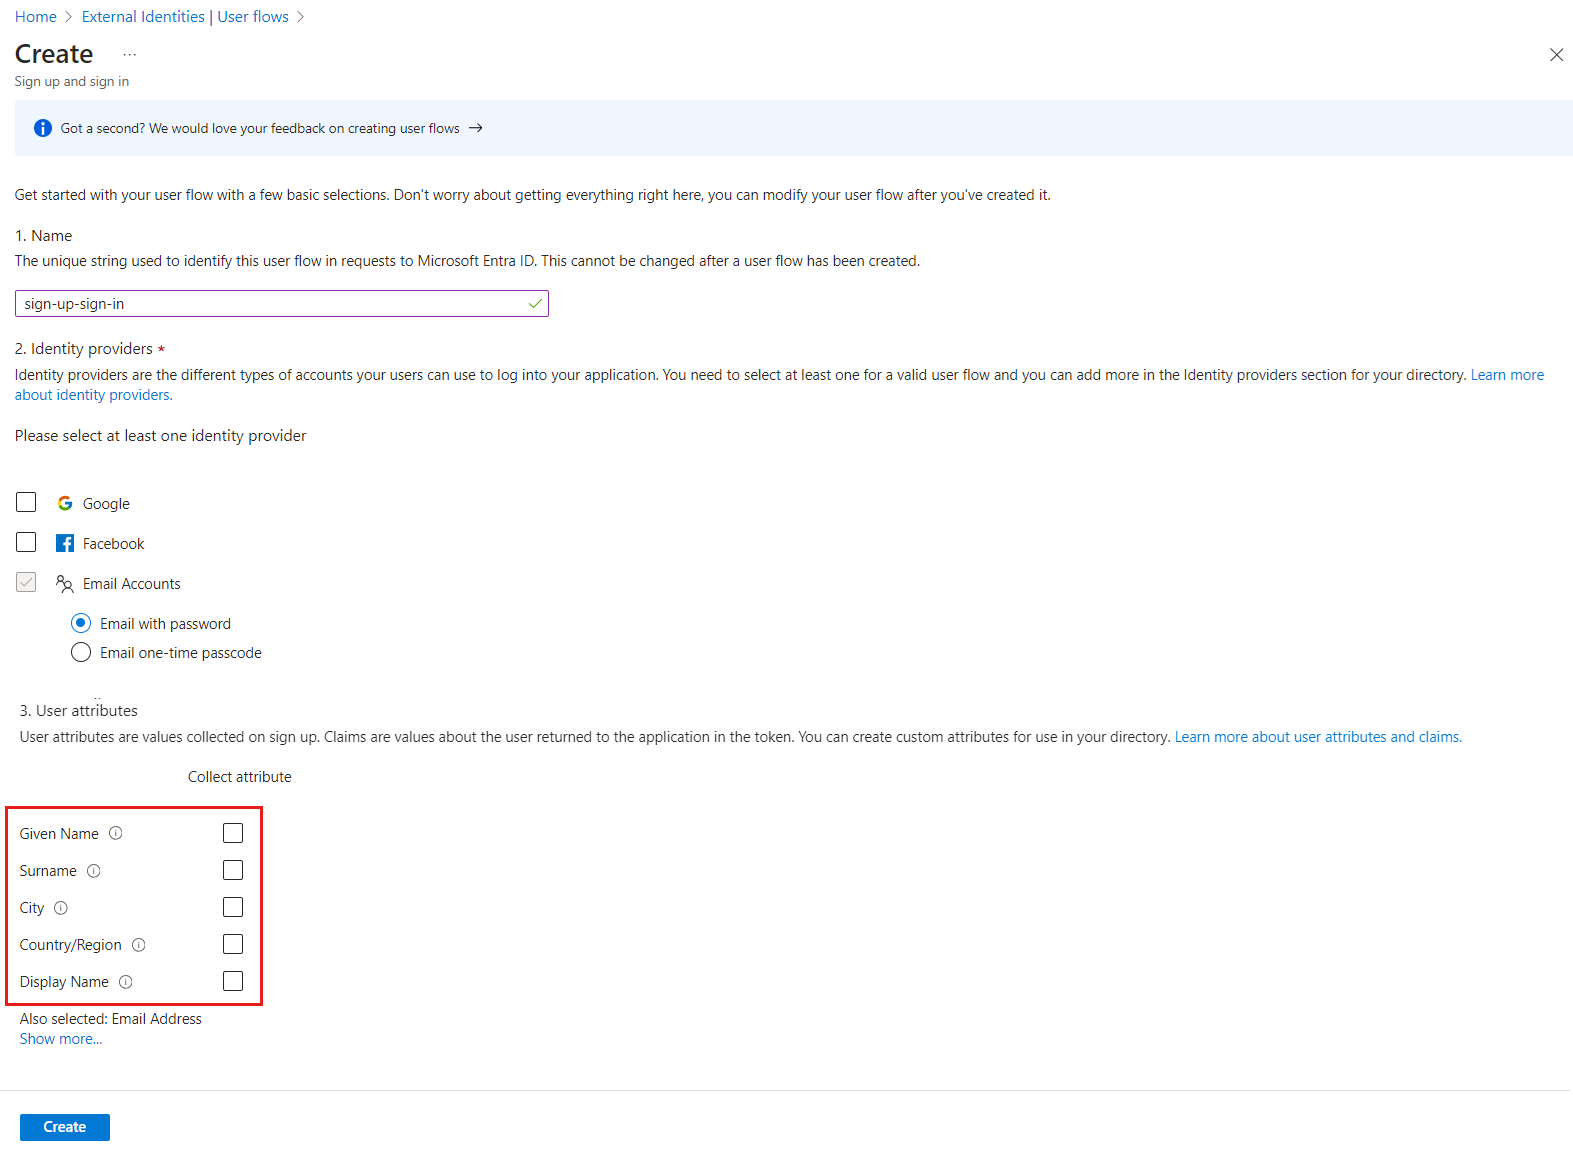 Home > External Identities | User flows >
Create ...
Sign up and sign in
Got a second? We would love your feedback on creating user flows →
Get started with your user flow with a few basic selections. Don't worry about getting everything right here, you can modify your user flow after you've created it.
1. Name
The unique string used to identify this user flow in requests to Microsoft Entra ID. This cannot be changed after a user flow has been created.
sign-up-sign-in
2. Identity providers *
Identity providers are the different types of accounts your users can use to log into your application. You need to select at least one for a valid user flow and you can add more in the Identity providers section for your directory. Learn more
about identity providers.
Please select at least one identity provider
Google
Facebook
Email Accounts
Email with password
Email one-time passcode
3. User attributes
User attributes are values collected on sign up. Claims are values about the user returned to the application in the token. You can create custom attributes for use in your directory. Learn more about user attributes and claims.
Collect attribute
Given Name
Surname
City
Country/Region
Display Name
Also selected: Email Address
Show more...
Create